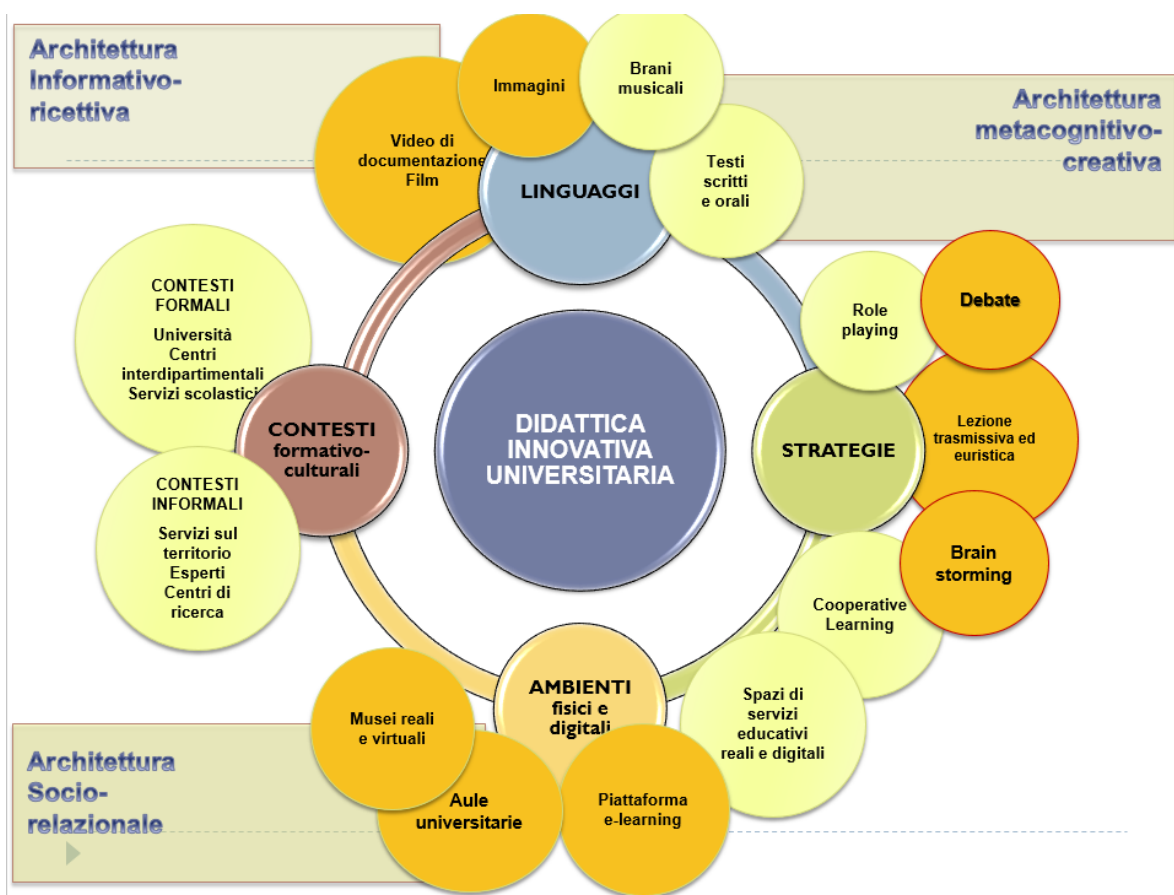 Architettura
Informativo-
ricettiva
Immagini
Brani
musicali
Architettura
metacognitivo-
creativa
Video di
documentazione
Film
LINGUAGGI
Testi
scritti
e orali
CONTESTI
FORMALI
Università
Centri
interdipartimentali
Servizi scolastici
Role
playing
Debate
CONTESTI
formativo-
culturali
DIDATTICA
INNOVATIVA
UNIVERSITARIA
STRATEGIE
Lezione
trasmissiva ed
euristica
CONTESTI
INFORMALI
Servizi sul
territorio
Esperti
Centri di
ricerca
Brain
storming
Cooperative
Learning
AMBIENTI
fisici e
digitali
Spazi di
servizi
educativi
reali e digitali
Musei reali
e virtuali
Aule
universitarie
Piattaforma
e-learning
Architettura
Socio-
relazionale